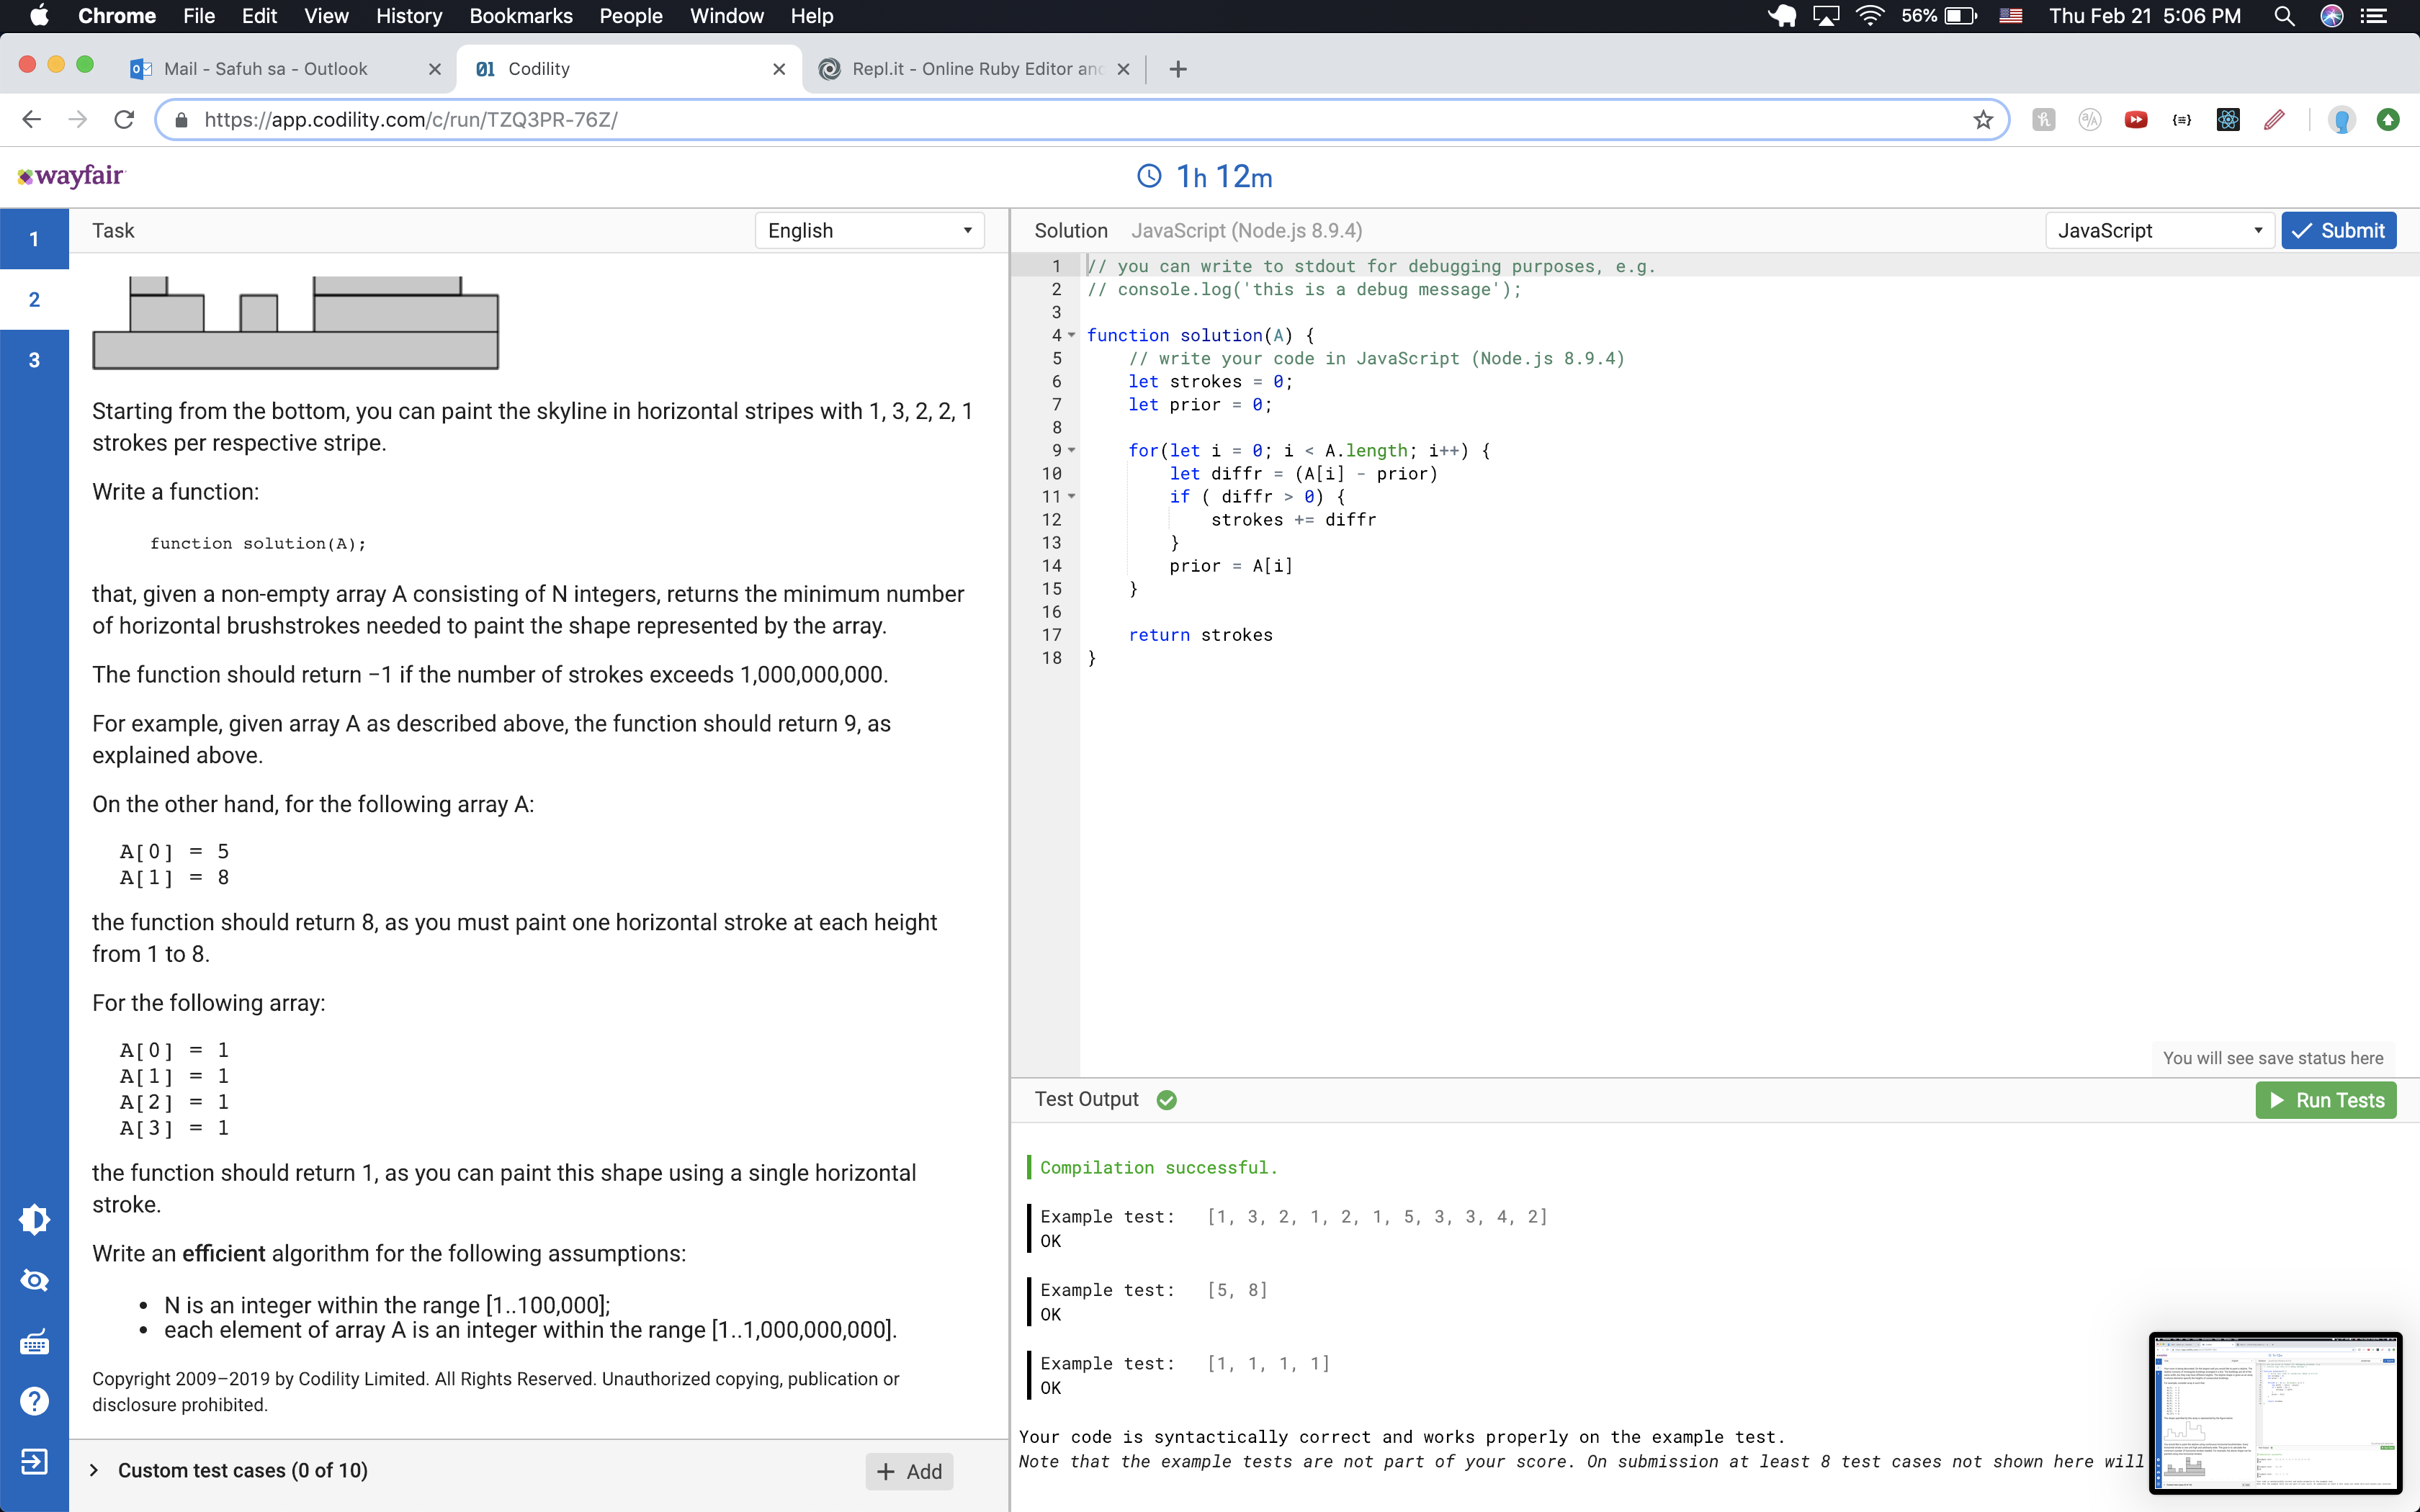 Chrome File Edit View History Bookmarks People Window Help 56% Thu Feb 21 5:06 PM
Mail - Safuh sa - Outlook
Codility
Repl.it - Online Ruby Editor and
https://app.codility.com/c/run/TZQ3PR-76Z/
wayfair
1h 12m
1
2
3
Task
English
Starting from the bottom, you can paint the skyline in horizontal stripes with 1, 3, 2, 2, 1
strokes per respective stripe.
Write a function:
function solution(A);
that, given a non-empty array A consisting of N integers, returns the minimum number
of horizontal brushstrokes needed to paint the shape represented by the array.
The function should return −1 if the number of strokes exceeds 1,000,000,000.
For example, given array A as described above, the function should return 9, as
explained above.
On the other hand, for the following array A:
A[0] = 5
A[1] = 8
the function should return 8, as you must paint one horizontal stroke at each height
from 1 to 8.
For the following array:
A[0] = 1
A[1] = 1
A[2] = 1
A[3] = 1
the function should return 1, as you can paint this shape using a single horizontal
stroke.
Write an efficient algorithm for the following assumptions:
• N is an integer within the range [1..100,000];
• each element of array A is an integer within the range [1..1,000,000,000].
Copyright 2009–2019 by Codility Limited. All Rights Reserved. Unauthorized copying, publication or
disclosure prohibited.
Custom test cases (0 of 10)
+ Add
Solution JavaScript (Node.js 8.9.4)
JavaScript
Submit
1 // you can write to stdout for debugging purposes, e.g.
2 // console.log('this is a debug message');
3
4 function solution(A) {
5 // write your code in JavaScript (Node.js 8.9.4)
6 let strokes = 0;
7 let prior = 0;
8
9 for(let i = 0; i < A.length; i++) {
10 let diffr = (A[i] - prior)
11 if ( diffr > 0) {
12 strokes += diffr
13 }
14 prior = A[i]
15 }
16
17 return strokes
18 }
You will see save status here
Test Output
Run Tests
Compilation successful.
Example test: [1, 3, 2, 1, 2, 1, 5, 3, 3, 4, 2]
OK
Example test: [5, 8]
OK
Example test: [1, 1, 1, 1]
OK
Your code is syntactically correct and works properly on the example test.
Note that the example tests are not part of your score. On submission at least 8 test cases not shown here will